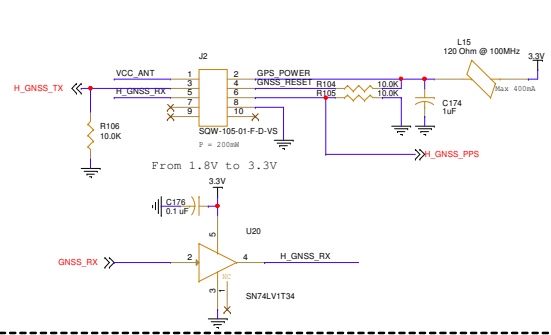 L15
120 Ohm @ 100MHz
J2
3.3V
VCC_ANT 1 2 GPS_POWER
H_GNSS_TX 3 4 GNSS_RESET R104 10.0K
H_GNSS_RX 5 6 R105 10.0K
Max 400mA
7 8
9 10
C174
1uF
R106
10.0K
SQW-105-01-F-D-VS
P = 200mW
H_GNSS_PPS
From 1.8V to 3.3V
3.3V
C176
0.1 uF
U20
5
GNSS_RX 2 4 H_GNSS_RX
NC
3 1
SN74LV1T34